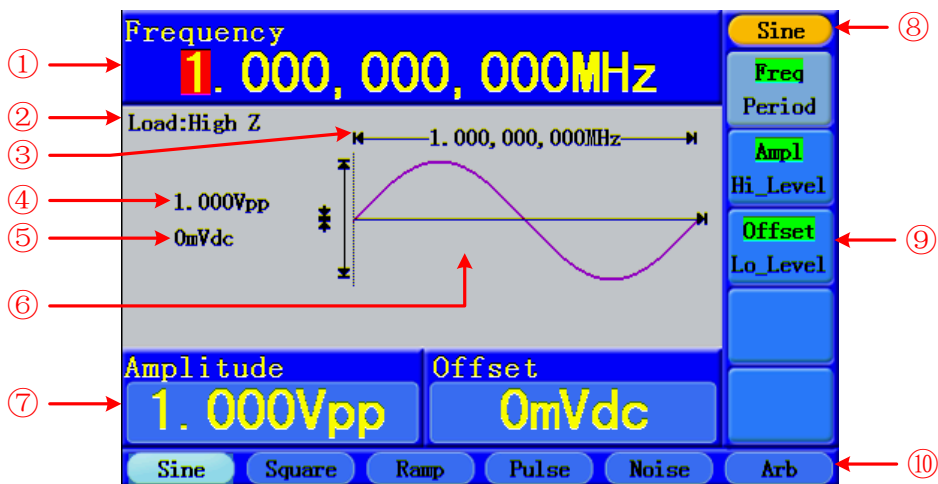 Frequency
1.000,000,000MHz
Load:High Z
1.000,000,000MHz
1.000Vpp
0mVdc
Amplitude
1.000Vpp
Offset
0mVdc
Sine
Freq
Period
Ampl
Hi_Level
Offset
Lo_Level
Sine Square Ramp Pulse Noise Arb
①
②
③
④
⑤
⑥
⑦
⑧
⑨
⑩